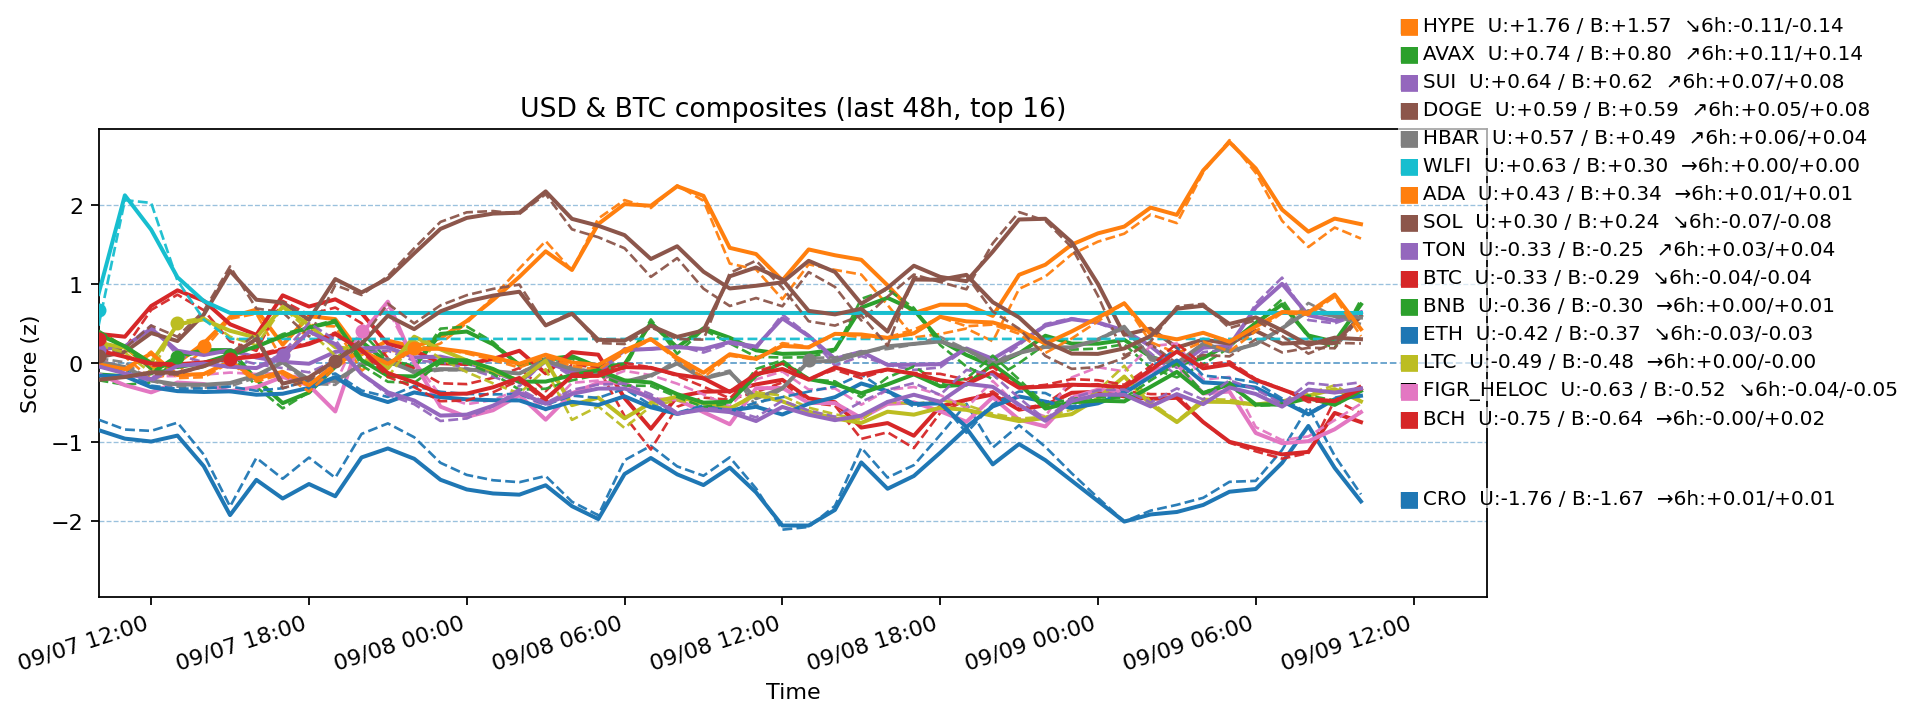 HYPE  U:+1.76 / B:+1.57  ↘6h:-0.11/-0.14
AVAX  U:+0.74 / B:+0.80  ↗6h:+0.11/+0.14
SUI  U:+0.64 / B:+0.62  ↗6h:+0.07/+0.08
DOGE  U:+0.59 / B:+0.59  ↗6h:+0.05/+0.08
HBAR  U:+0.57 / B:+0.49  ↗6h:+0.06/+0.04
WLFI  U:+0.63 / B:+0.30  →6h:+0.00/+0.00
ADA  U:+0.43 / B:+0.34  →6h:+0.01/+0.01
SOL  U:+0.30 / B:+0.24  ↘6h:-0.07/-0.08
TON  U:-0.33 / B:-0.25  ↗6h:+0.03/+0.04
BTC  U:-0.33 / B:-0.29  ↘6h:-0.04/-0.04
BNB  U:-0.36 / B:-0.30  →6h:+0.00/+0.01
ETH  U:-0.42 / B:-0.37  ↘6h:-0.03/-0.03
LTC  U:-0.49 / B:-0.48  →6h:+0.00/-0.00
FIGR_HELOC  U:-0.63 / B:-0.52  ↘6h:-0.04/-0.05
BCH  U:-0.75 / B:-0.64  →6h:-0.00/+0.02
CRO  U:-1.76 / B:-1.67  →6h:+0.01/+0.01
USD & BTC composites (last 48h, top 16)
Score (z)
2
1
0
−1
−2
09/07 12:00
09/07 18:00
09/08 00:00
09/08 06:00
09/08 12:00
09/08 18:00
09/09 00:00
09/09 06:00
09/09 12:00
Time